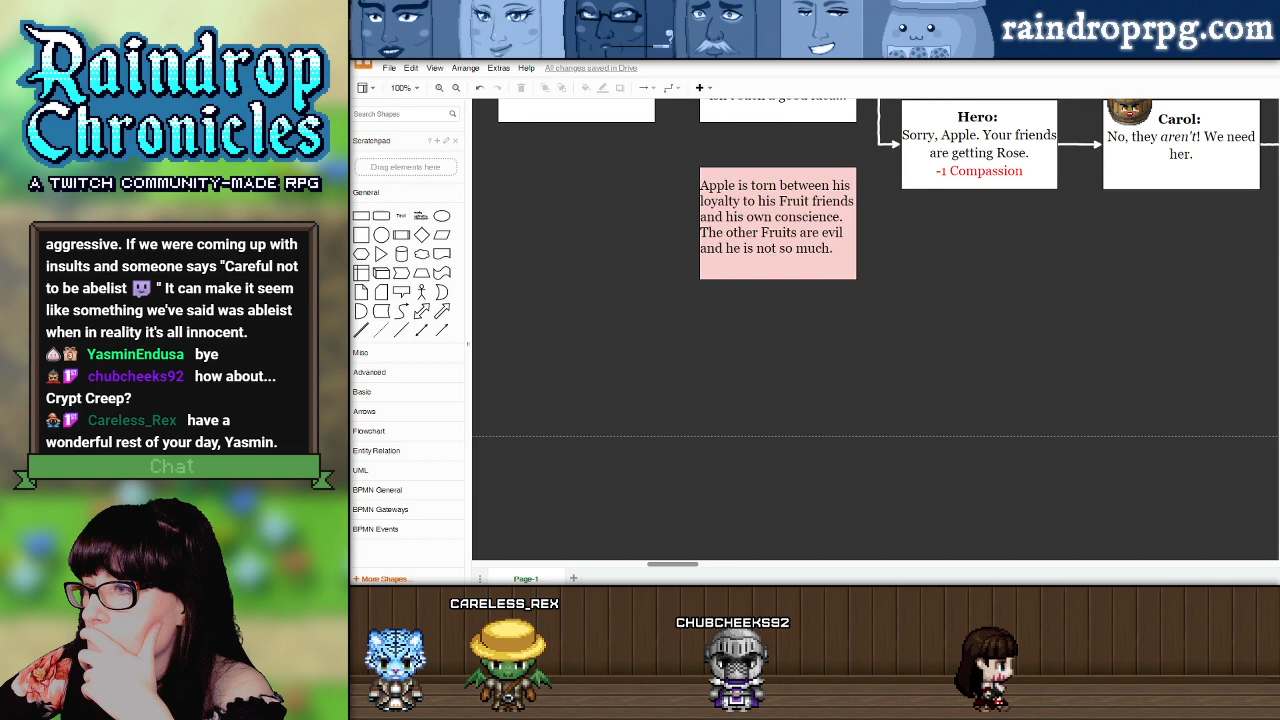 Raindrop
Chronicles
A TWITCH COMMUNITY-MADE RPG
raindroprpg.com
aggressive. If we were coming up with
insults and someone says "Careful not
to be abelist " It can make it seem
like something we've said was ableist
when in reality it's all innocent.
YasminEndusa bye
chubcheeks92 how about...
Crypt Creep?
Careless_Rex have a
wonderful rest of your day, Yasmin.
Chat
File Edit View Arrange Extras Help All changes saved in Drive
100%
Search Shapes
Scratchpad
Drag elements here
General
Text
Misc
Advanced
Basic
Arrows
Flowchart
Entity Relation
UML
BPMN General
BPMN Gateways
BPMN Events
+ More Shapes...
Page-1
Hero:
Sorry, Apple. Your friends
are getting Rose.
-1 Compassion
Carol:
No, they aren't! We need
her.
Apple is torn between his
loyalty to his Fruit friends
and his own conscience.
The other Fruits are evil
and he is not so much.
CARELESS_REX
CHUBCHEEKS92